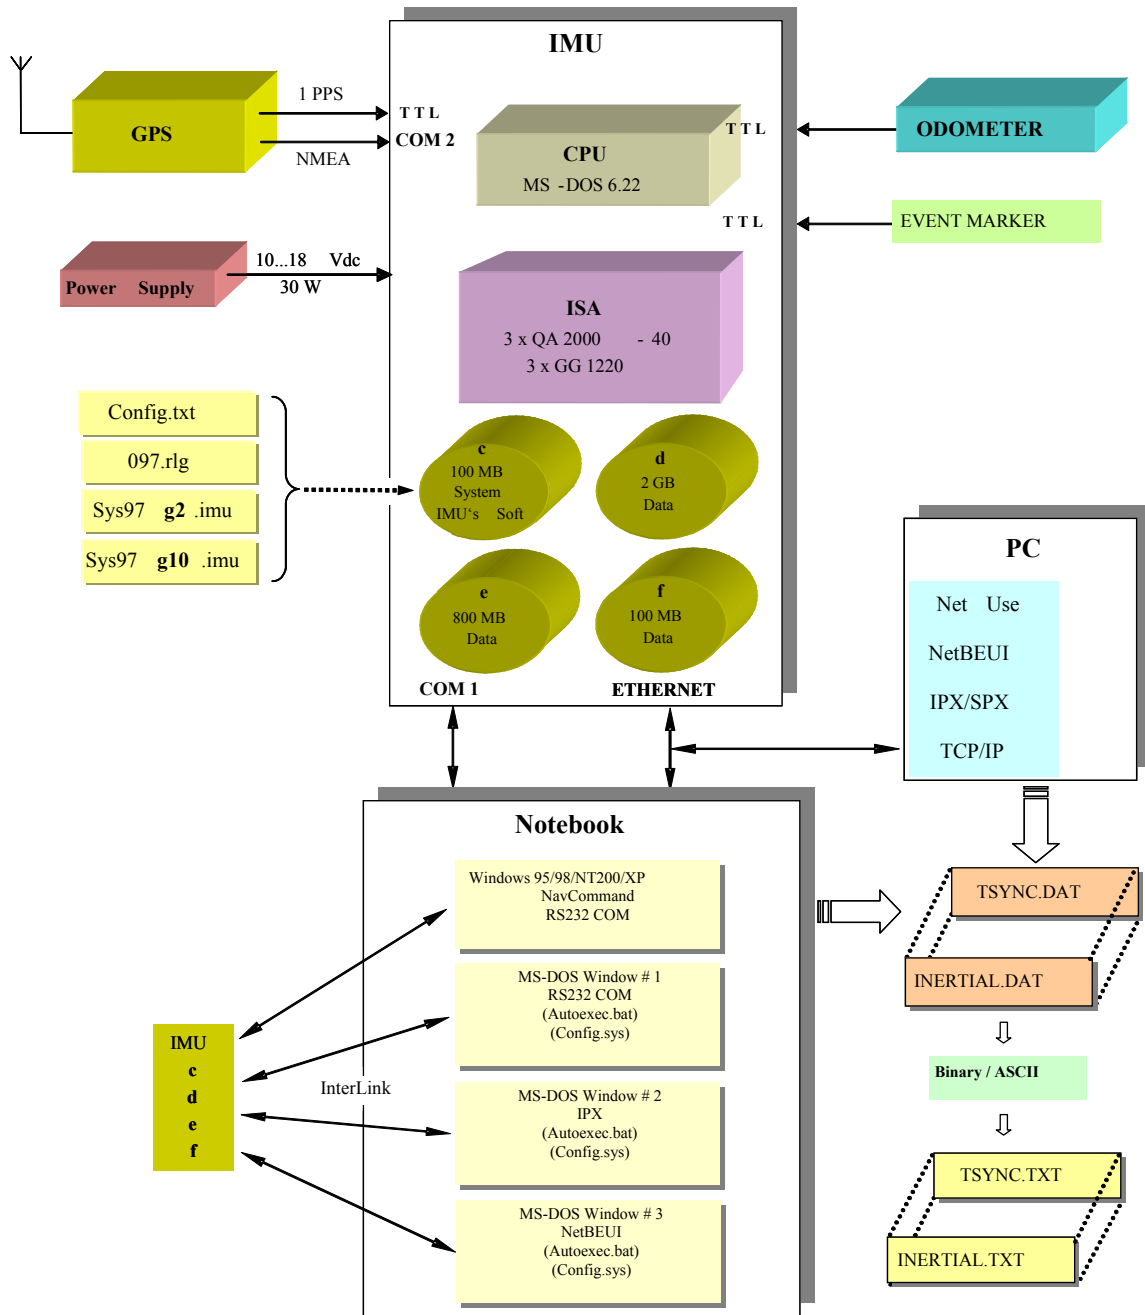 IMU
1 PPS
GPS
NMEA
T T L
COM 2
CPU
MS -DOS 6.22
T T L
ODOMETER
T T L
EVENT MARKER
10...18 Vdc
30 W
Power Supply
ISA
3 x QA 2000 - 40
3 x GG 1220
Config.txt
097.rlg
Sys97 g2 .imu
Sys97 g10 .imu
c
100 MB
System
IMU‘s Soft
d
2 GB
Data
e
800 MB
Data
f
100 MB
Data
COM 1
ETHERNET
PC
Net Use
NetBEUI
IPX/SPX
TCP/IP
Notebook
Windows 95/98/NT200/XP
NavCommand
RS232 COM
MS-DOS Window # 1
RS232 COM
(Autoexec.bat)
(Config.sys)
MS-DOS Window # 2
IPX
(Autoexec.bat)
(Config.sys)
MS-DOS Window # 3
NetBEUI
(Autoexec.bat)
(Config.sys)
IMU
c
d
e
f
InterLink
TSYNC.DAT
INERTIAL.DAT
Binary / ASCII
TSYNC.TXT
INERTIAL.TXT